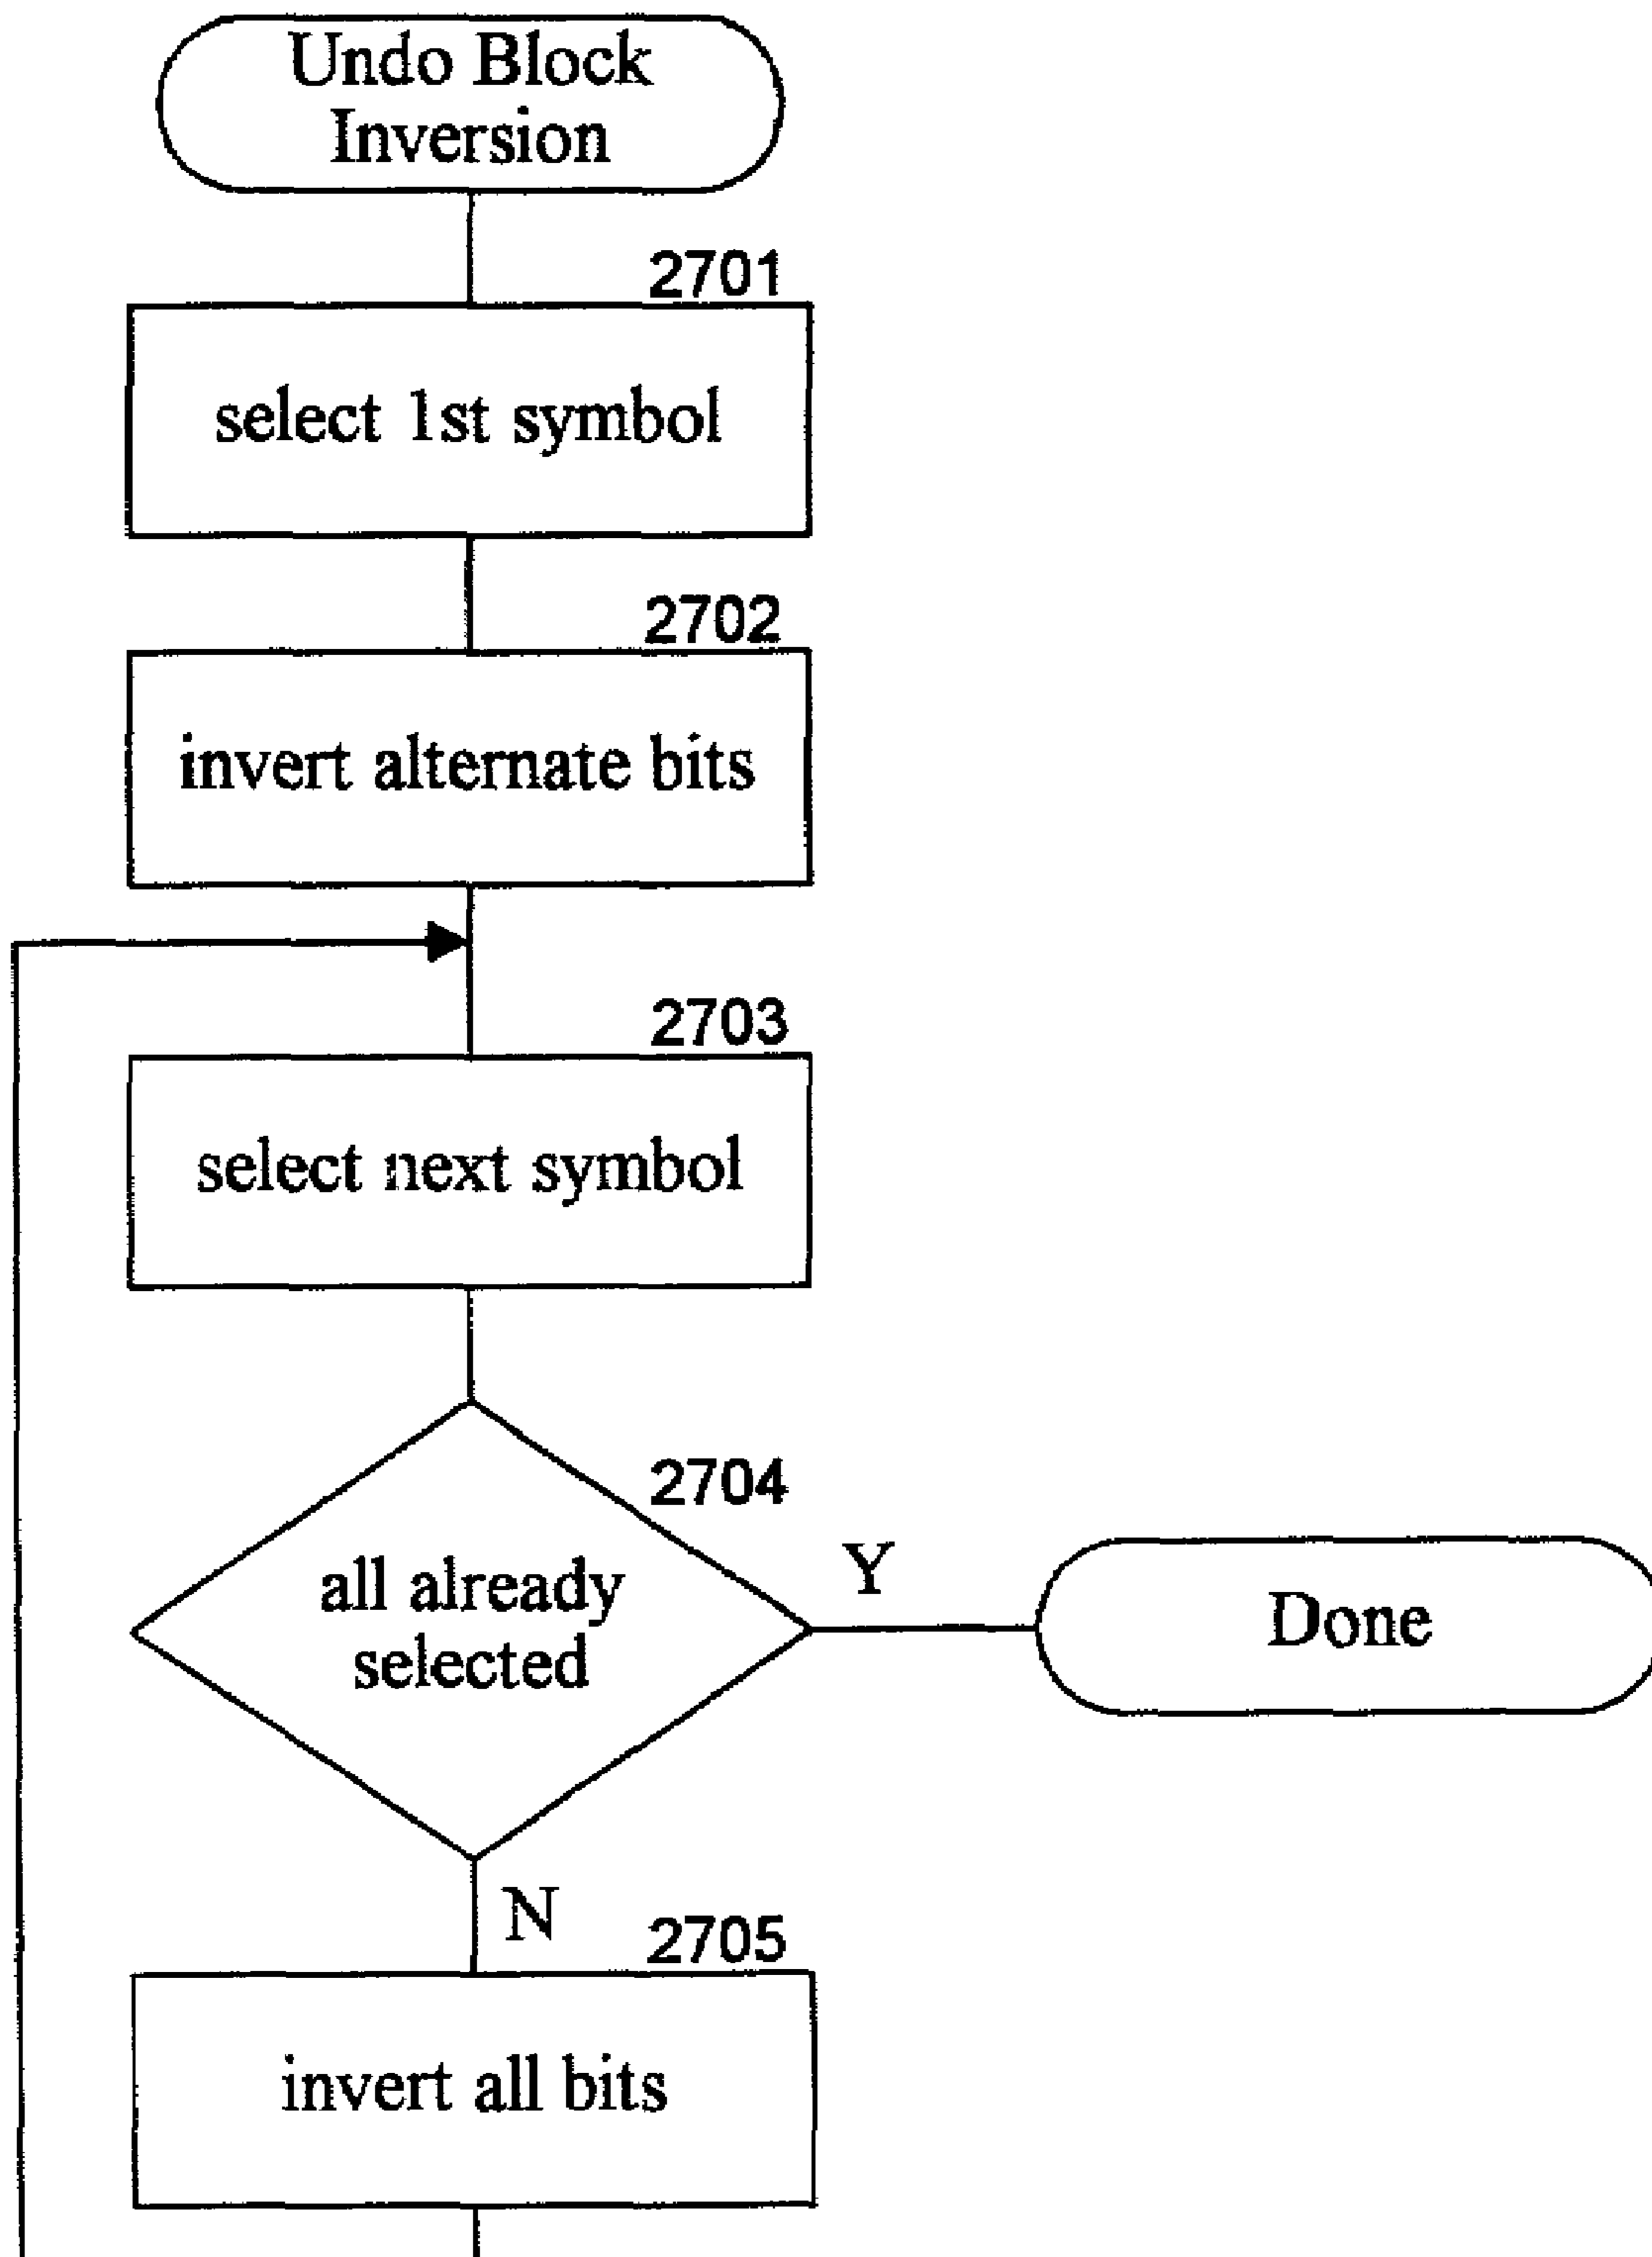 Undo Block
Inversion
2701
select 1st symbol
2702
invert alternate bits
2703
select next symbol
2704
all already
selected
Y
Done
N
2705
invert all bits